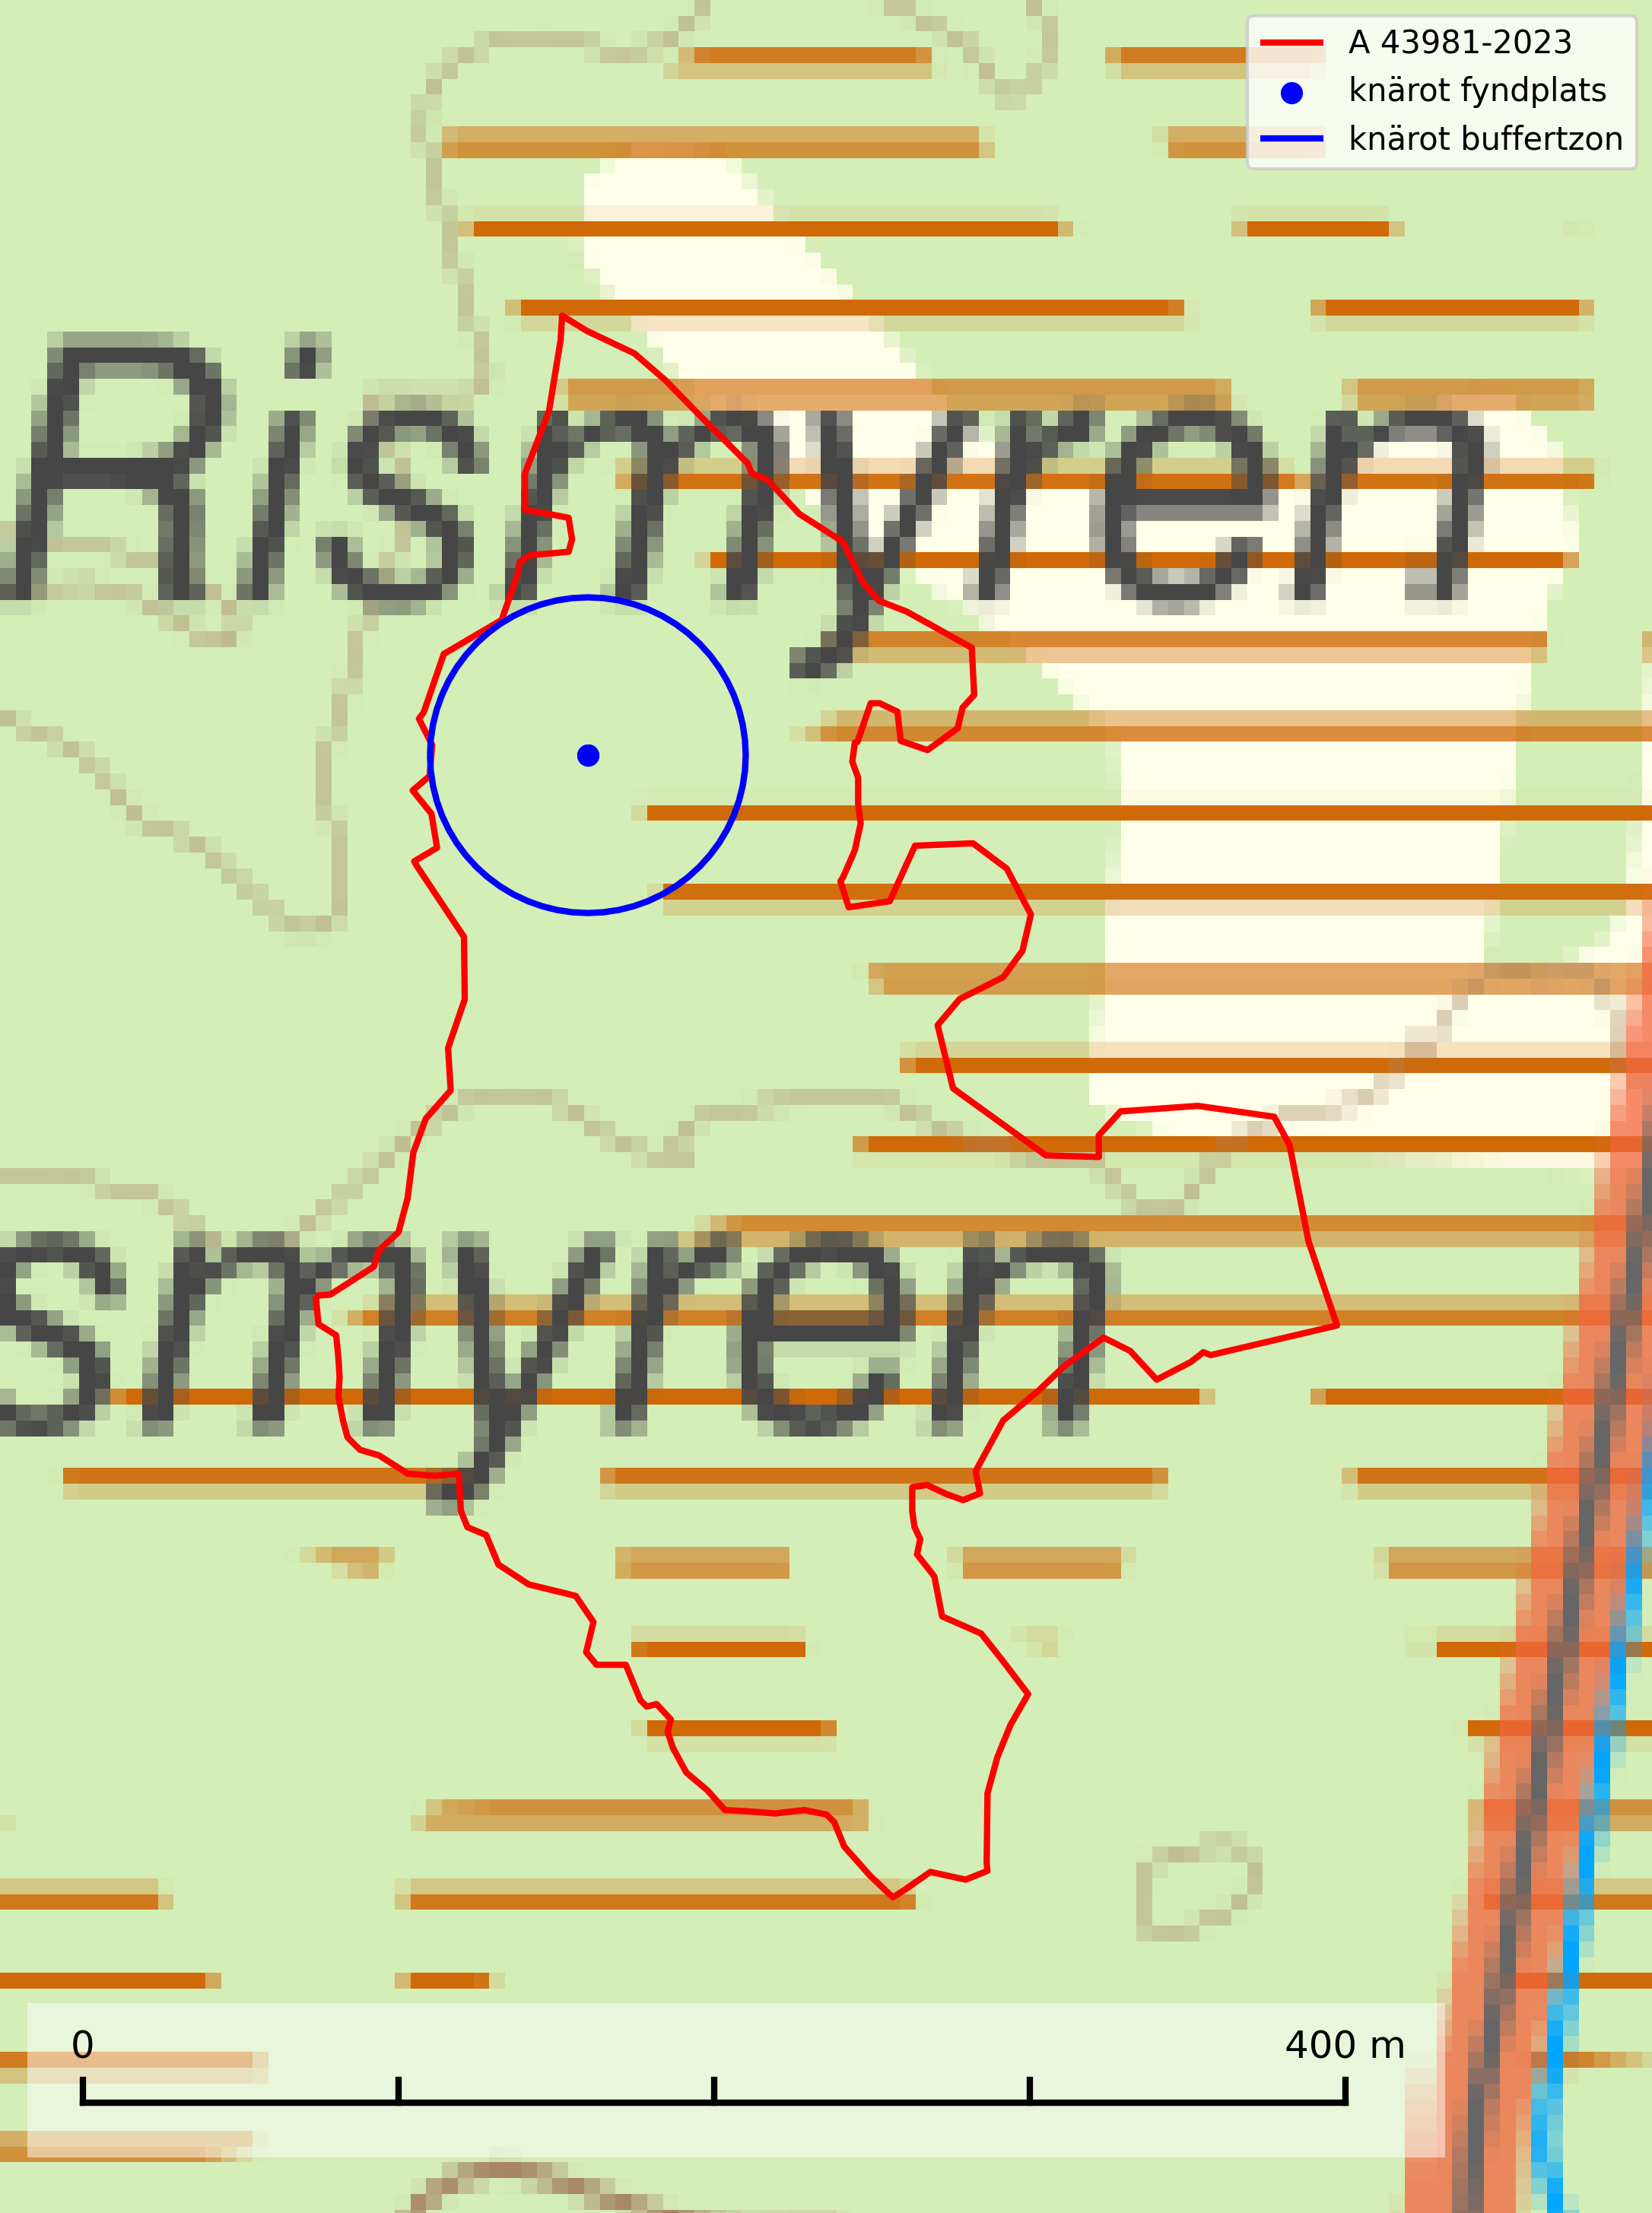 A 43981-2023
knärot fyndplats
knärot buffertzon
Rismyren
smyren
0 400 m